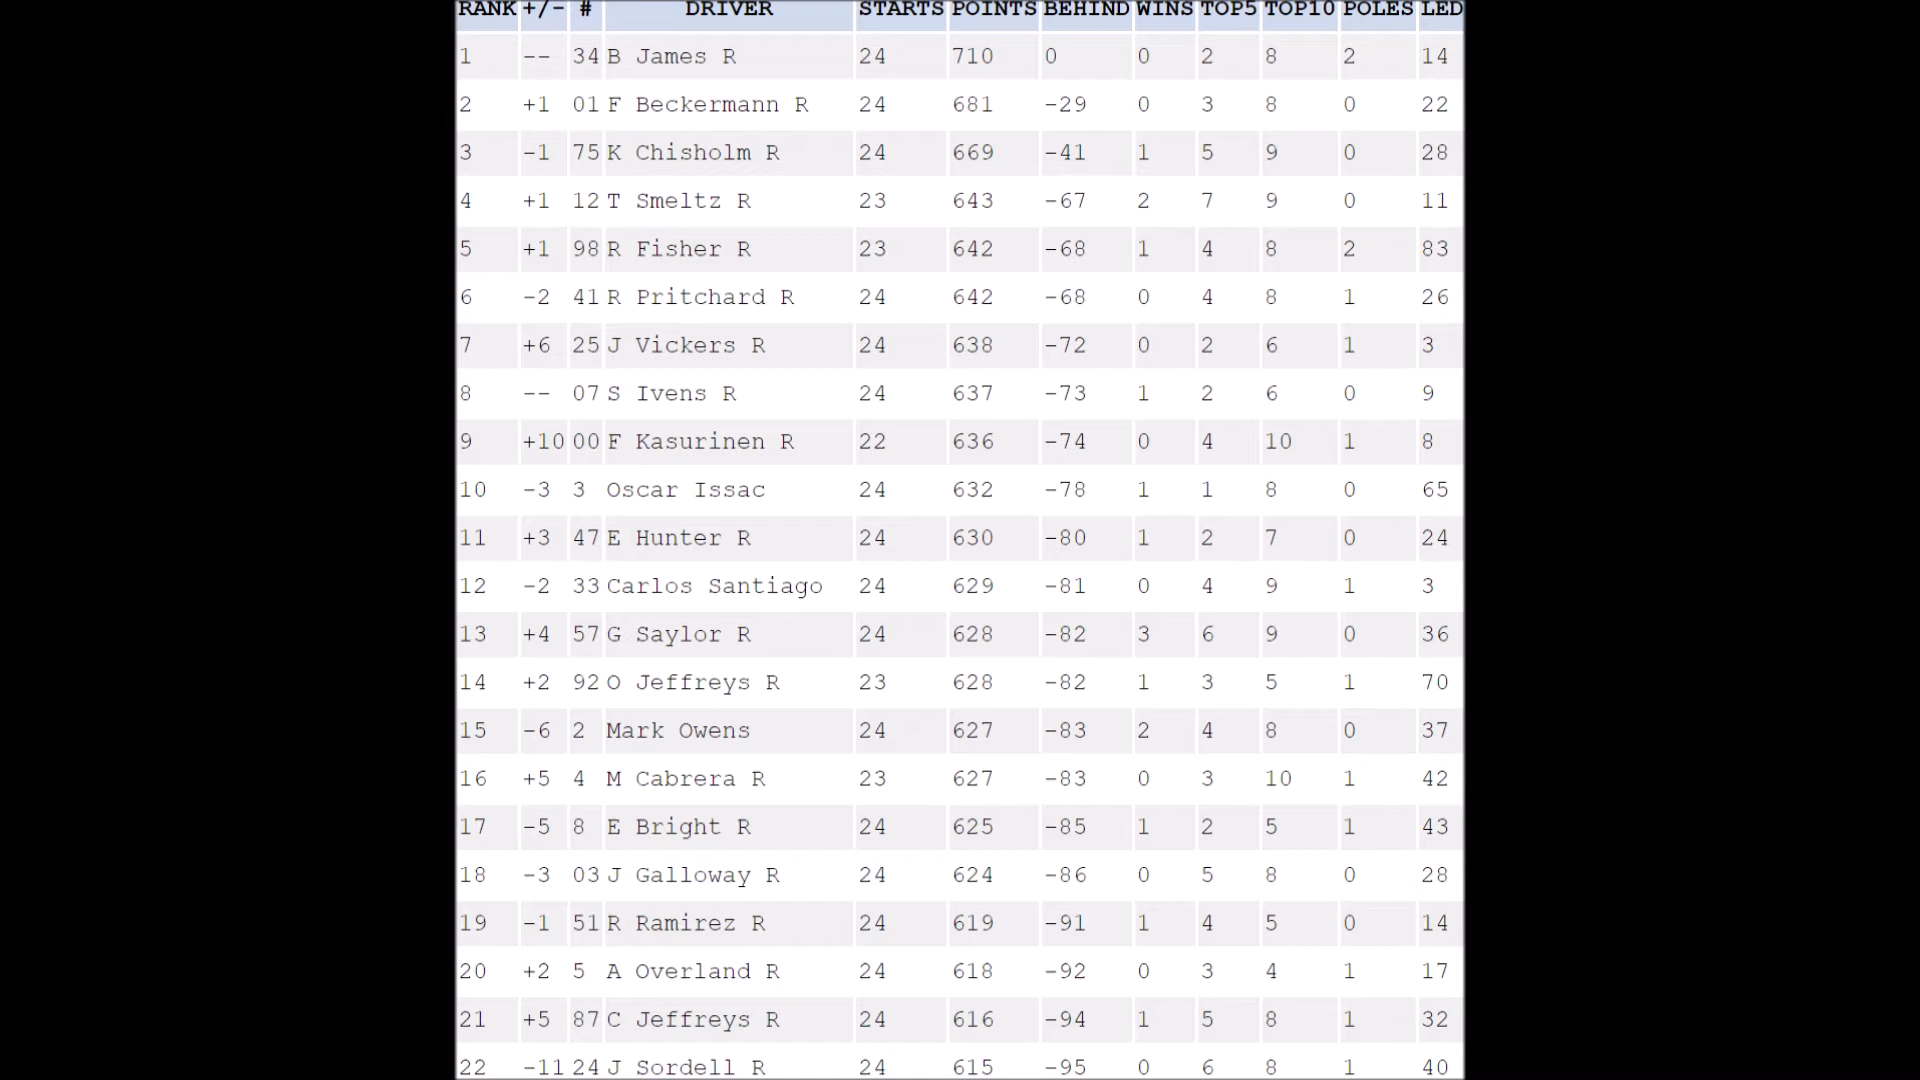 RANK +/- # DRIVER STARTS POINTS BEHIND WINS TOP5 TOP10 POLES LED
1 -- 34 B James R 24 710 0 0 2 8 2 14
2 +1 01 F Beckermann R 24 681 -29 0 3 8 0 22
3 -1 75 K Chisholm R 24 669 -41 1 5 9 0 28
4 +1 12 T Smeltz R 23 643 -67 2 7 9 0 11
5 +1 98 R Fisher R 23 642 -68 1 4 8 2 83
6 -2 41 R Pritchard R 24 642 -68 0 4 8 1 26
7 +6 25 J Vickers R 24 638 -72 0 2 6 1 3
8 -- 07 S Ivens R 24 637 -73 1 2 6 0 9
9 +10 00 F Kasurinen R 22 636 -74 0 4 10 1 8
10 -3 3 Oscar Issac 24 632 -78 1 1 8 0 65
11 +3 47 E Hunter R 24 630 -80 1 2 7 0 24
12 -2 33 Carlos Santiago 24 629 -81 0 4 9 1 3
13 +4 57 G Saylor R 24 628 -82 3 6 9 0 36
14 +2 92 O Jeffreys R 23 628 -82 1 3 5 1 70
15 -6 2 Mark Owens 24 627 -83 2 4 8 0 37
16 +5 4 M Cabrera R 23 627 -83 0 3 10 1 42
17 -5 8 E Bright R 24 625 -85 1 2 5 1 43
18 -3 03 J Galloway R 24 624 -86 0 5 8 0 28
19 -1 51 R Ramirez R 24 619 -91 1 4 5 0 14
20 +2 5 A Overland R 24 618 -92 0 3 4 1 17
21 +5 87 C Jeffreys R 24 616 -94 1 5 8 1 32
22 -11 24 J Sordell R 24 615 -95 0 6 8 1 40